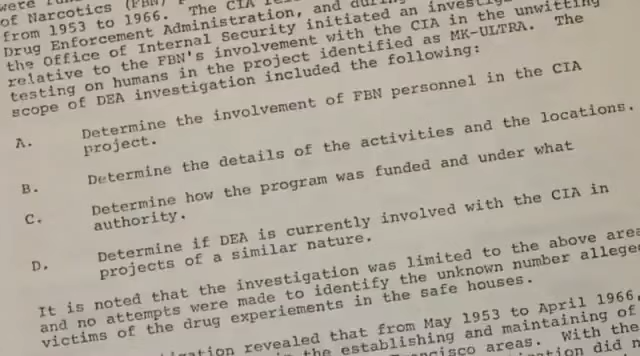 were
of Narcotics (FBN)
from 1953 to 1966. The CIA
Drug Enforcement Administration, and
the Office of Internal Security initiated an
relative to the FBN's involvement with the CIA in the unwitting
testing on humans in the project identified as MK-ULTRA. The
scope of DEA investigation included the following:
A. Determine the involvement of FBN personnel in the CIA
project.
B. Determine the details of the activities and the locations.
C. Determine how the program was funded and under what
authority.
D. Determine if DEA is currently involved with the CIA in
projects of a similar nature.
It is noted that the investigation was limited to the above area
and no attempts were made to identify the unknown number allege
victims of the drug experiements in the safe houses.
revealed that from May 1953 to April 1966,
the establishing and maintaining of
areas. With the
did